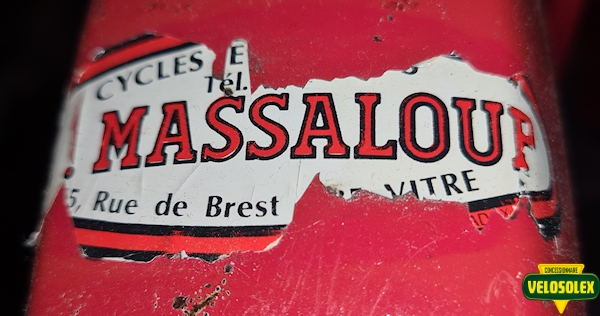 CYCLES E
Tél.
. MASSALOUP
5, Rue de Brest
VITRE
CONCESSIONNAIRE
VELOSOLEX